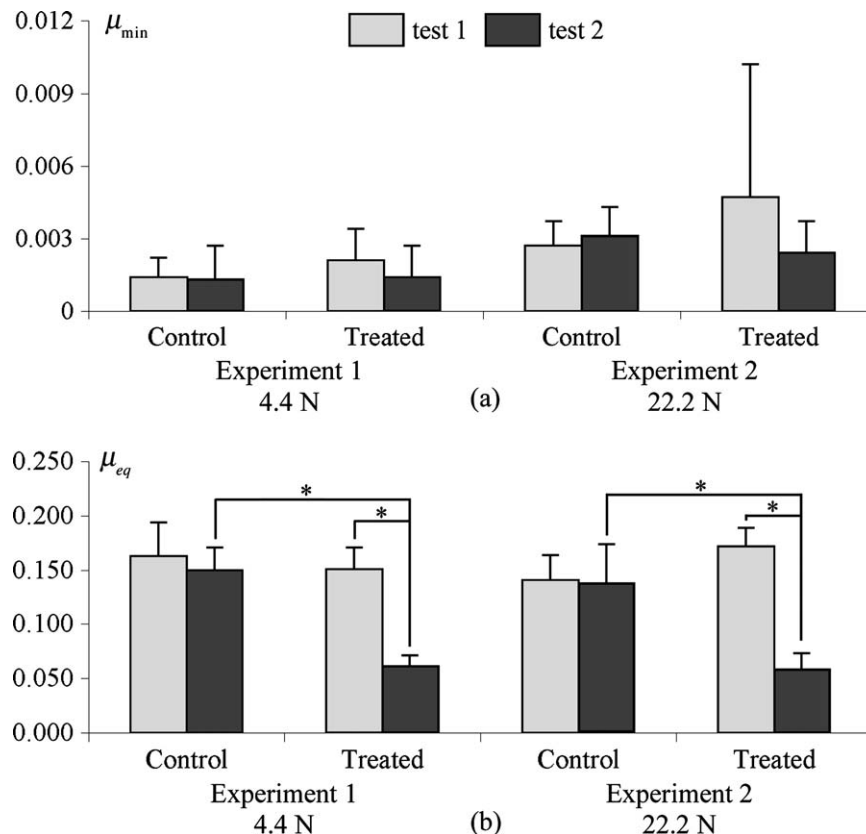 μmin
test 1 test 2
0.012
0.009
0.006
0.003
0
Control Treated Control Treated
Experiment 1 Experiment 2
4.4 N (a) 22.2 N
μeq
0.250
0.200
0.150
0.100
0.050
0.000
* * * *
Control Treated Control Treated
Experiment 1 Experiment 2
4.4 N (b) 22.2 N